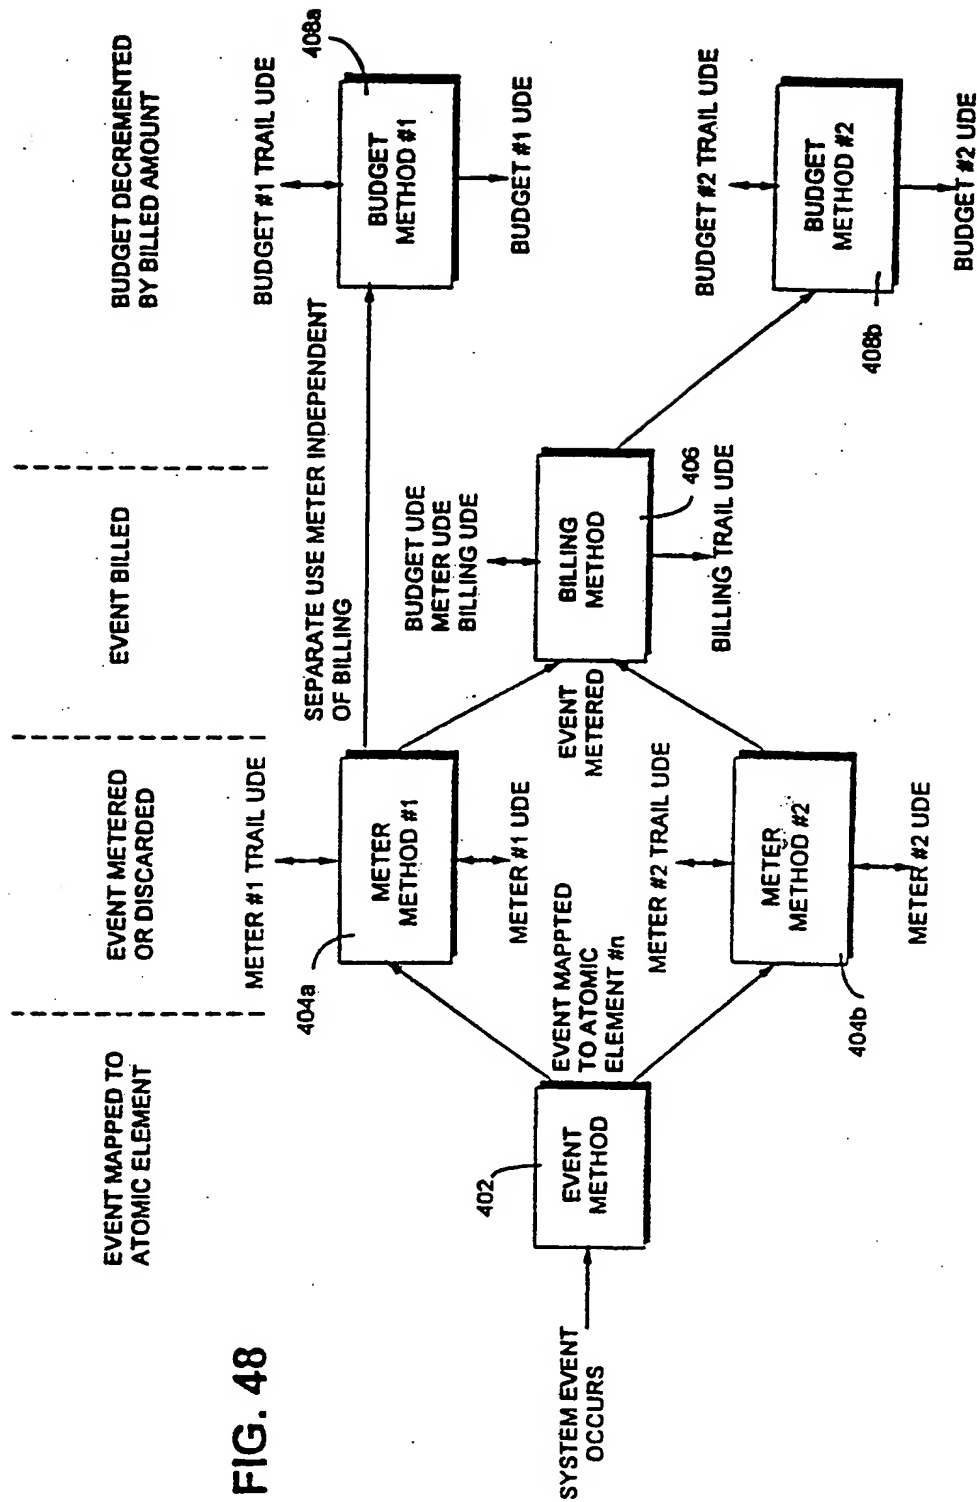 FIG. 48
EVENT MAPPED TO
ATOMIC ELEMENT
EVENT METERED
OR DISCARDED
EVENT BILLED
BUDGET DECREMENTED
BY BILLED AMOUNT
SYSTEM EVENT
OCCURS
402
EVENT
METHOD
EVENT MAPPTED
TO ATOMIC
ELEMENT #n
METER #1 TRAIL UDE
404a
METER
METHOD #1
METER #1 UDE
METER #2 TRAIL UDE
METER
METHOD #2
404b
METER #2 UDE
SEPARATE USE METER INDEPENDENT
OF BILLING
EVENT
METERED
BUDGET UDE
METER UDE
BILLING UDE
BILLING
METHOD
406
BILLING TRAIL UDE
BUDGET #1 TRAIL UDE
408a
BUDGET
METHOD #1
BUDGET #1 UDE
BUDGET #2 TRAIL UDE
BUDGET
METHOD #2
408b
BUDGET #2 UDE